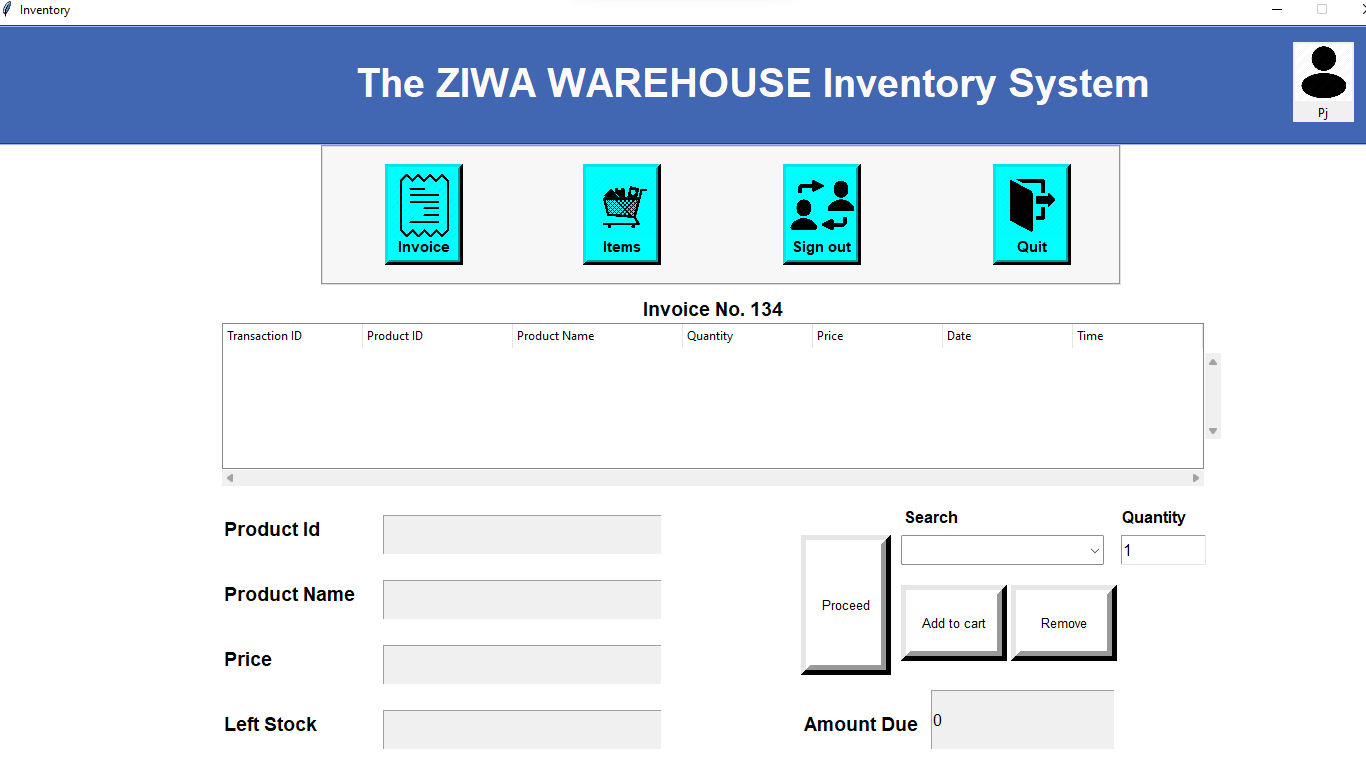 Inventory
The ZIWA WAREHOUSE Inventory System
Pj
Invoice Items Sign out Quit
Invoice No. 134
Transaction ID Product ID Product Name Quantity Price Date Time
Search Quantity
Product Id
1
Product Name
Proceed
Add to cart Remove
Price
Left Stock
Amount Due 0